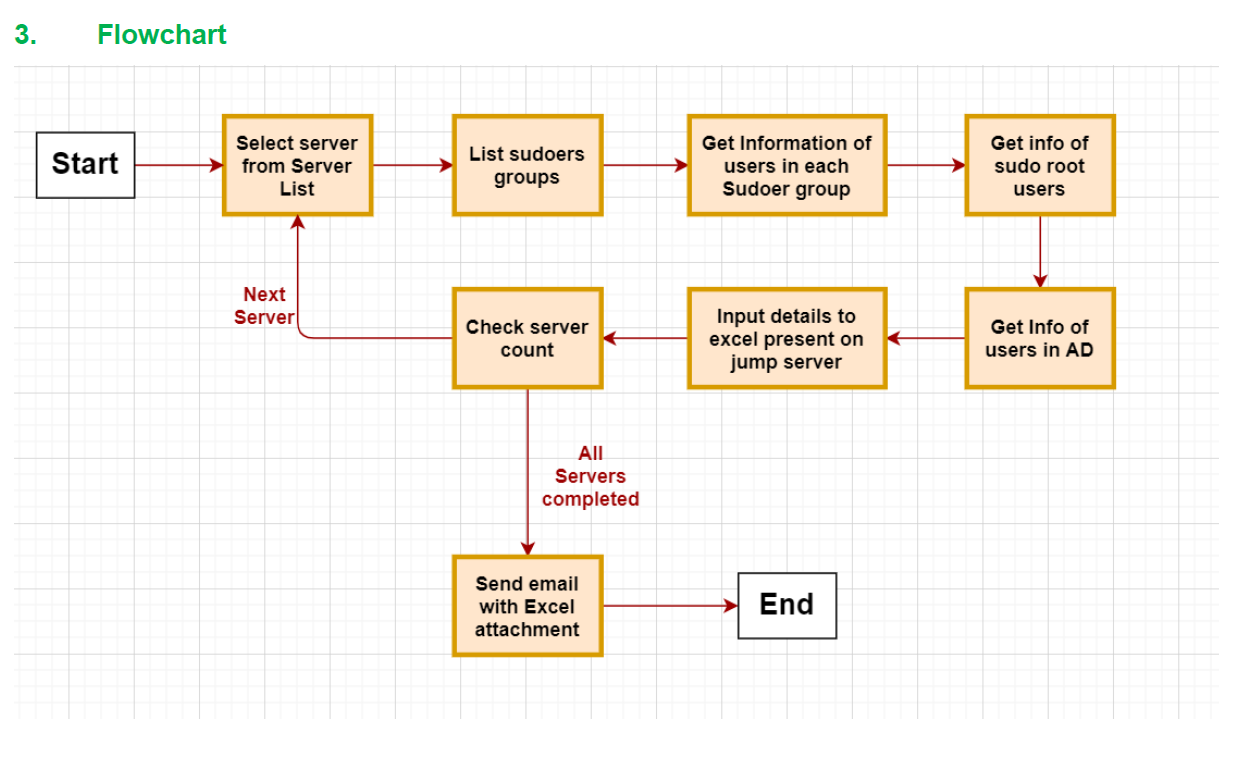 3. Flowchart
Start
Select server
from Server
List
List sudoers
groups
Get Information of
users in each
Sudoer group
Get info of
sudo root
users
Get Info of
users in AD
Input details to
excel present on
jump server
Check server
count
Next
Server
All
Servers
completed
Send email
with Excel
attachment
End